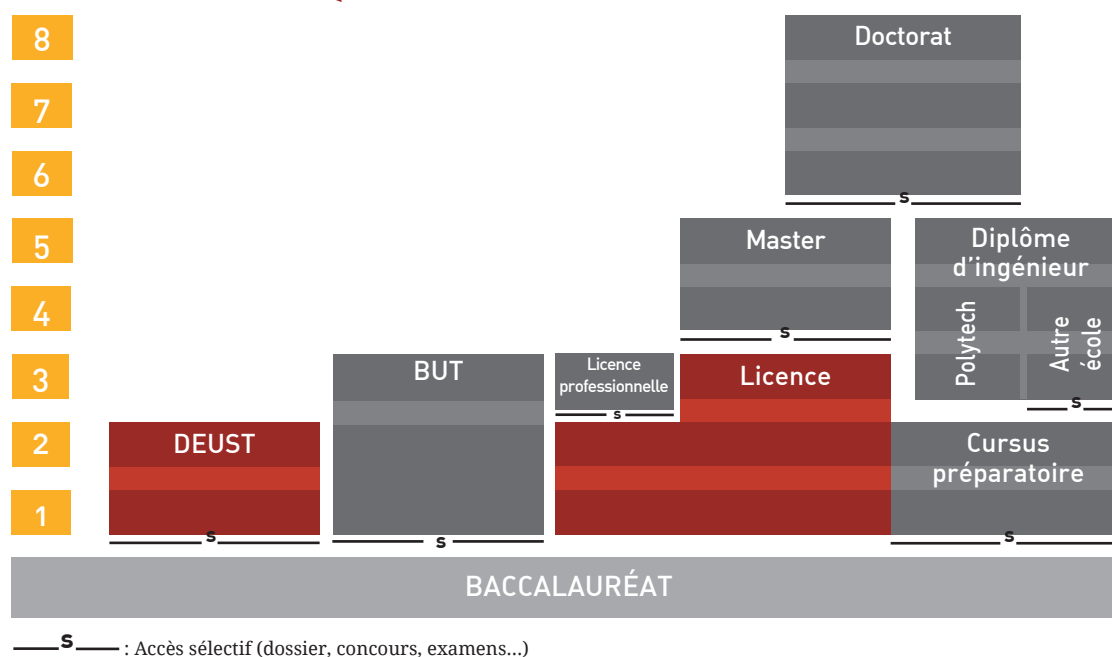 8
Doctorat
7
6
s
5
Master
Diplôme
d'ingénieur
4
Polytech
Autre
école
s
3
BUT
Licence
professionnelle
Licence
s
s
2
DEUST
Cursus
préparatoire
1
s
s
s
BACCALAURÉAT
s : Accès sélectif (dossier, concours, examens...)